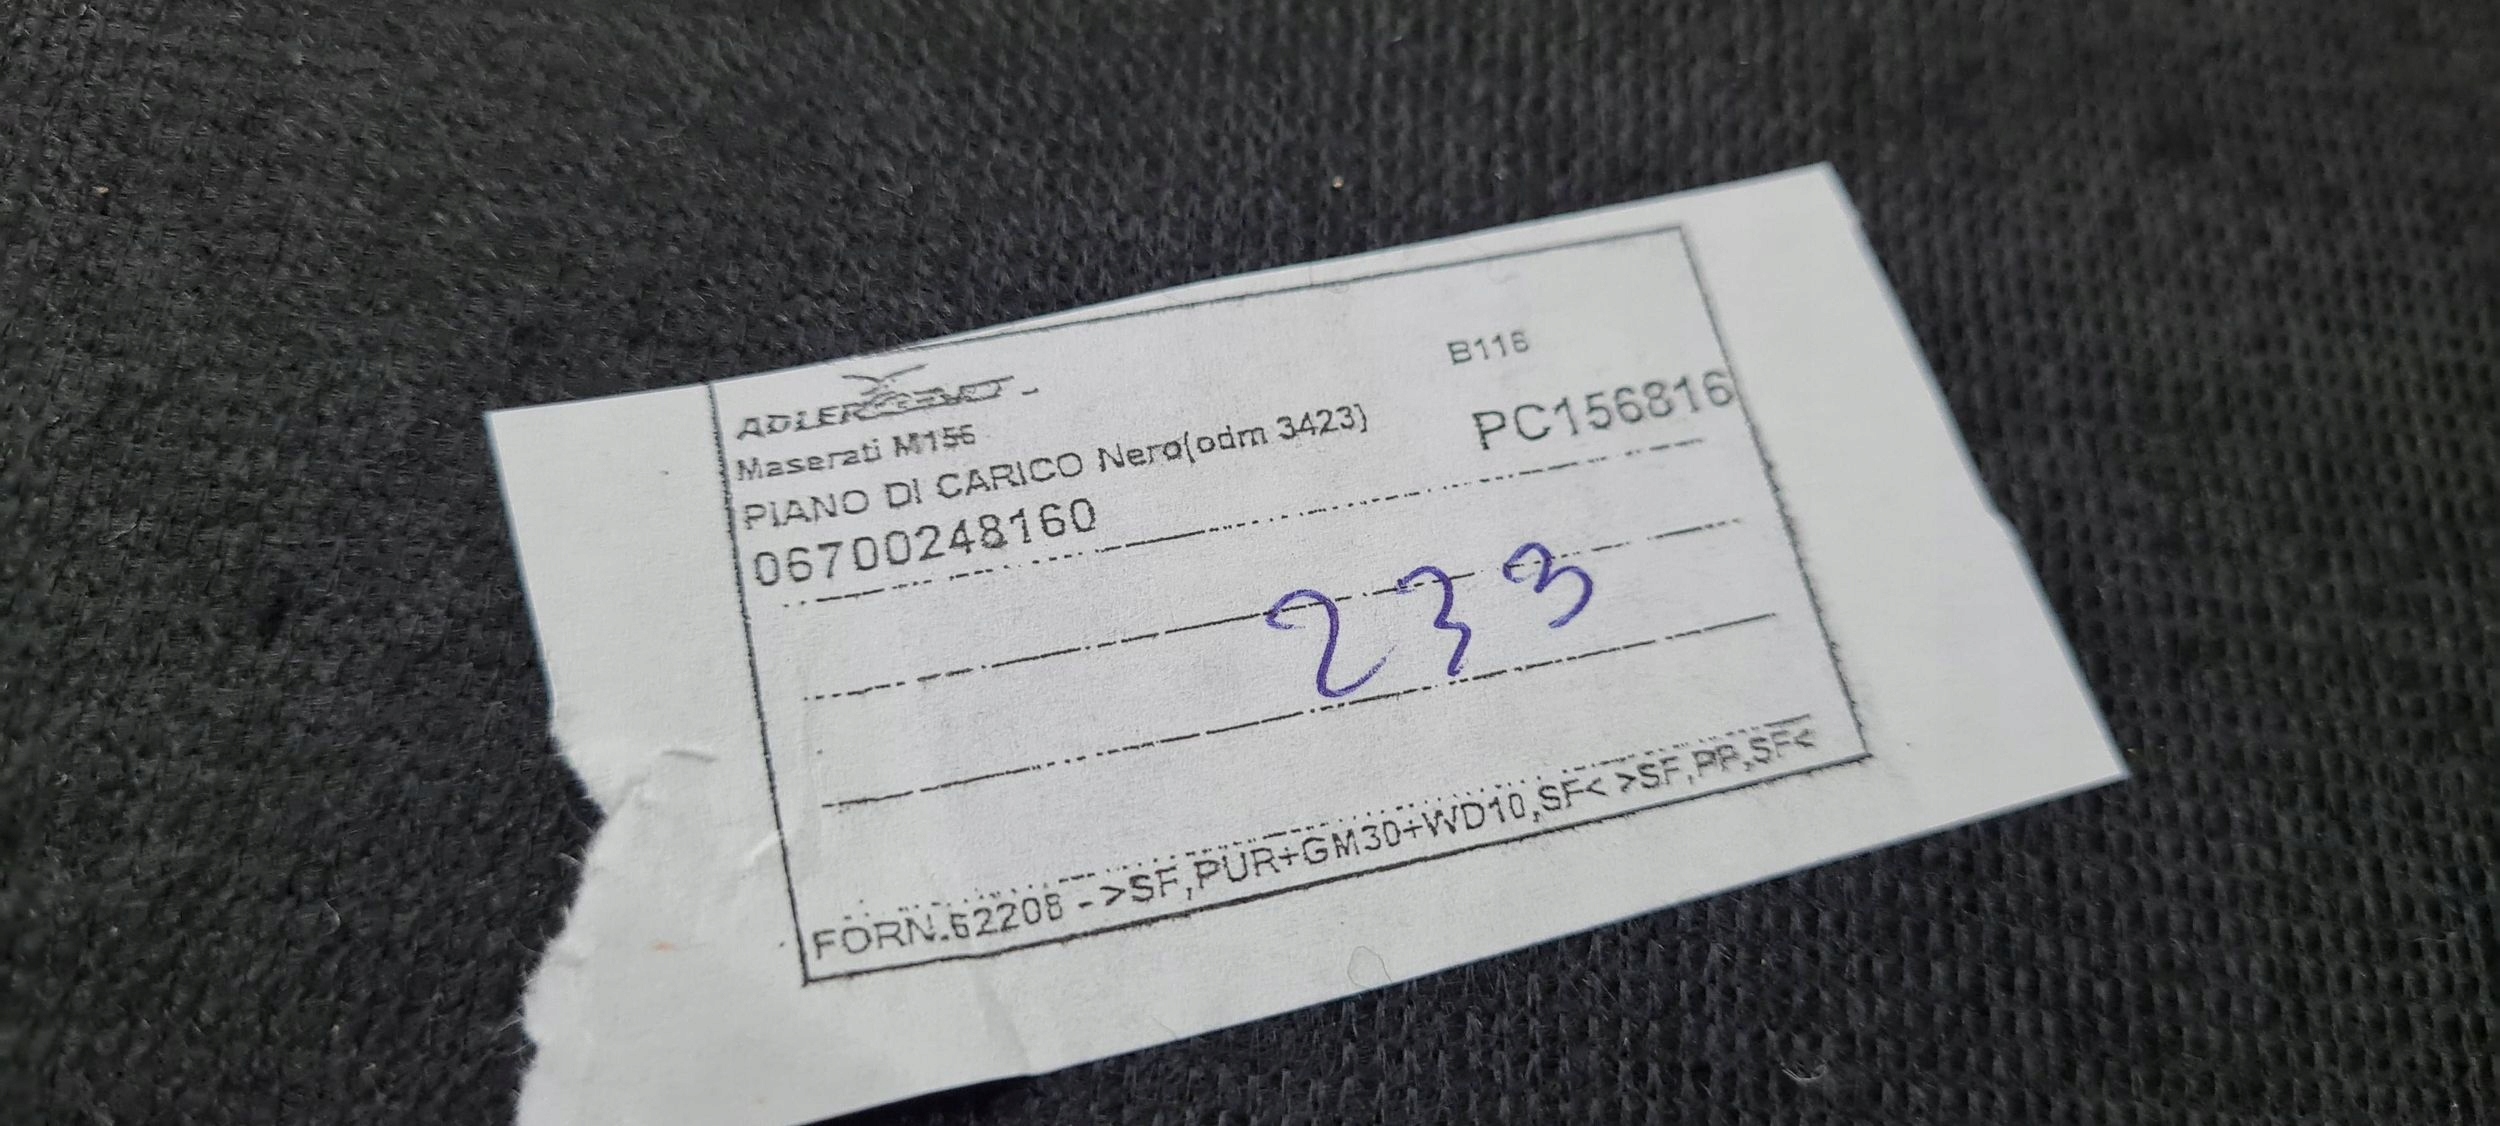 ADLER
B116
Maserati M156
PC156816
PIANO DI CARICO Nero(odm 3423)
06700248160
233
FORN.62208 ->SF,PUR+GM30+WD10,SF< >SF,PP,SF<